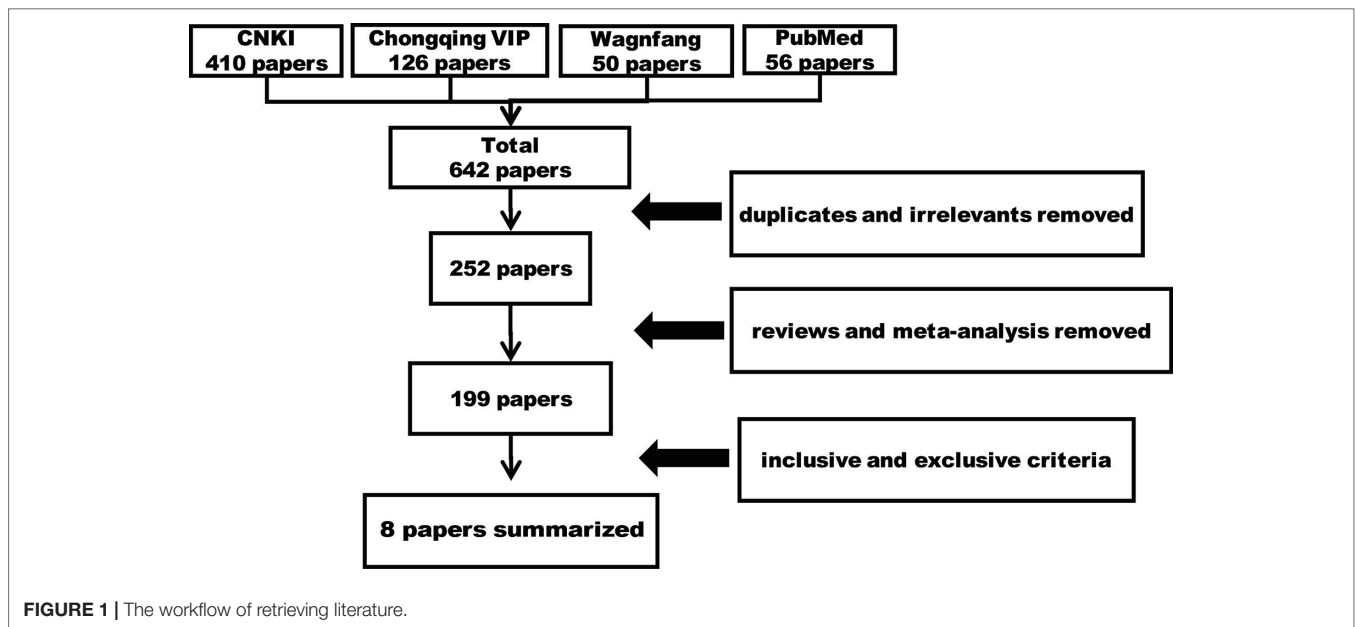 CNKI
410 papers
Chongqing VIP
126 papers
Wagnfang
50 papers
PubMed
56 papers
Total
642 papers
duplicates and irrelevants removed
252 papers
reviews and meta-analysis removed
199 papers
inclusive and exclusive criteria
8 papers summarized
FIGURE 1 | The workflow of retrieving literature.